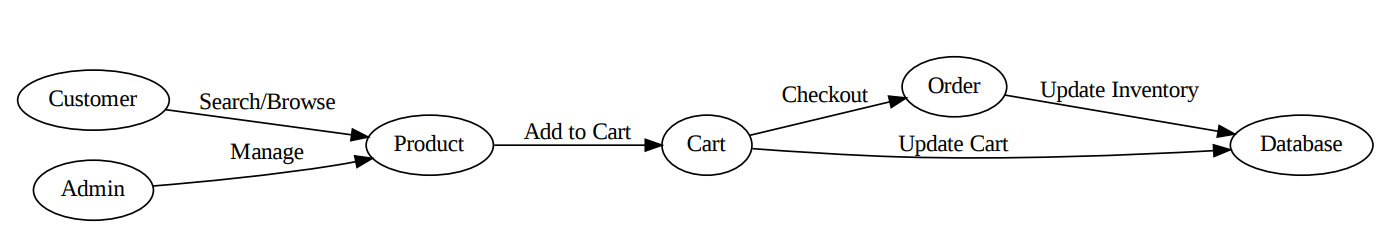 Customer
Search/Browse
Admin
Manage
Product
Add to Cart
Cart
Checkout
Order
Update Inventory
Update Cart
Database